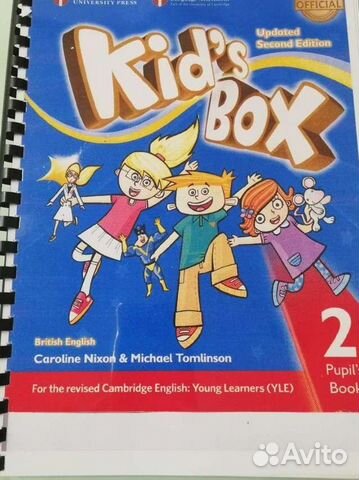 UNIVERSITY PRESS
OFFICIAL
Kid's
Box
Updated
Second Edition
British English
Caroline Nixon & Michael Tomlinson
2
Pupil's
Book
For the revised Cambridge English: Young Learners (YLE)
Avito